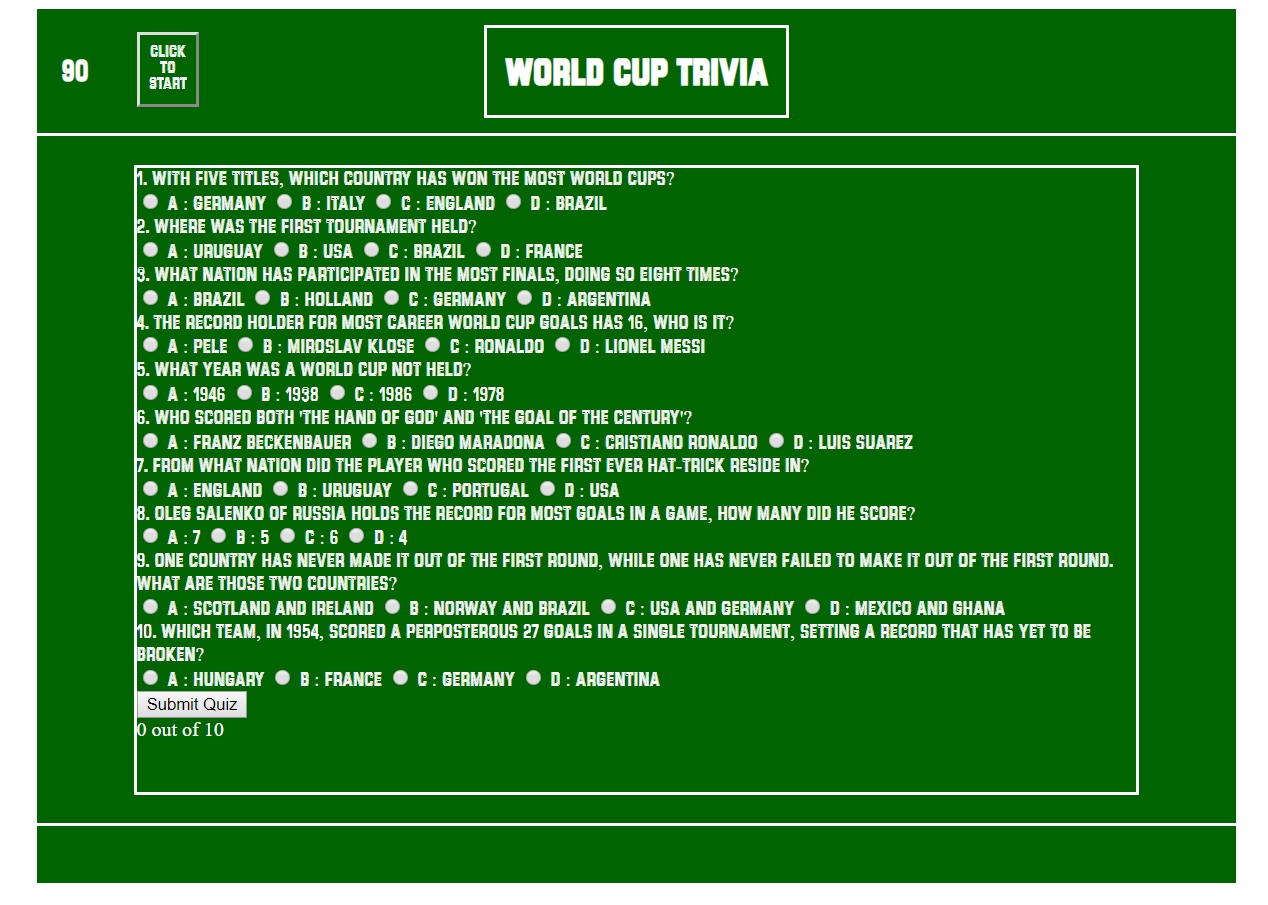 90
CLICK
TO
START
WORLD CUP TRIVIA
1. WITH FIVE TITLES, WHICH COUNTRY HAS WON THE MOST WORLD CUPS?
A : GERMANY B : ITALY C : ENGLAND D : BRAZIL
2. WHERE WAS THE FIRST TOURNAMENT HELD?
A : URUGUAY B : USA C : BRAZIL D : FRANCE
3. WHAT NATION HAS PARTICIPATED IN THE MOST FINALS, DOING SO EIGHT TIMES?
A : BRAZIL B : HOLLAND C : GERMANY D : ARGENTINA
4. THE RECORD HOLDER FOR MOST CAREER WORLD CUP GOALS HAS 16, WHO IS IT?
A : PELE B : MIROSLAV KLOSE C : RONALDO D : LIONEL MESSI
5. WHAT YEAR WAS A WORLD CUP NOT HELD?
A : 1946 B : 1938 C : 1986 D : 1978
6. WHO SCORED BOTH 'THE HAND OF GOD' AND 'THE GOAL OF THE CENTURY'?
A : FRANZ BECKENBAUER B : DIEGO MARADONA C : CRISTIANO RONALDO D : LUIS SUAREZ
7. FROM WHAT NATION DID THE PLAYER WHO SCORED THE FIRST EVER HAT-TRICK RESIDE IN?
A : ENGLAND B : URUGUAY C : PORTUGAL D : USA
8. OLEG SALENKO OF RUSSIA HOLDS THE RECORD FOR MOST GOALS IN A GAME, HOW MANY DID HE SCORE?
A : 7 B : 5 C : 6 D : 4
9. ONE COUNTRY HAS NEVER MADE IT OUT OF THE FIRST ROUND, WHILE ONE HAS NEVER FAILED TO MAKE IT OUT OF THE FIRST ROUND.
WHAT ARE THOSE TWO COUNTRIES?
A : SCOTLAND AND IRELAND B : NORWAY AND BRAZIL C : USA AND GERMANY D : MEXICO AND GHANA
10. WHICH TEAM, IN 1954, SCORED A PERPOSTEROUS 27 GOALS IN A SINGLE TOURNAMENT, SETTING A RECORD THAT HAS YET TO BE
BROKEN?
A : HUNGARY B : FRANCE C : GERMANY D : ARGENTINA
Submit Quiz
0 out of 10